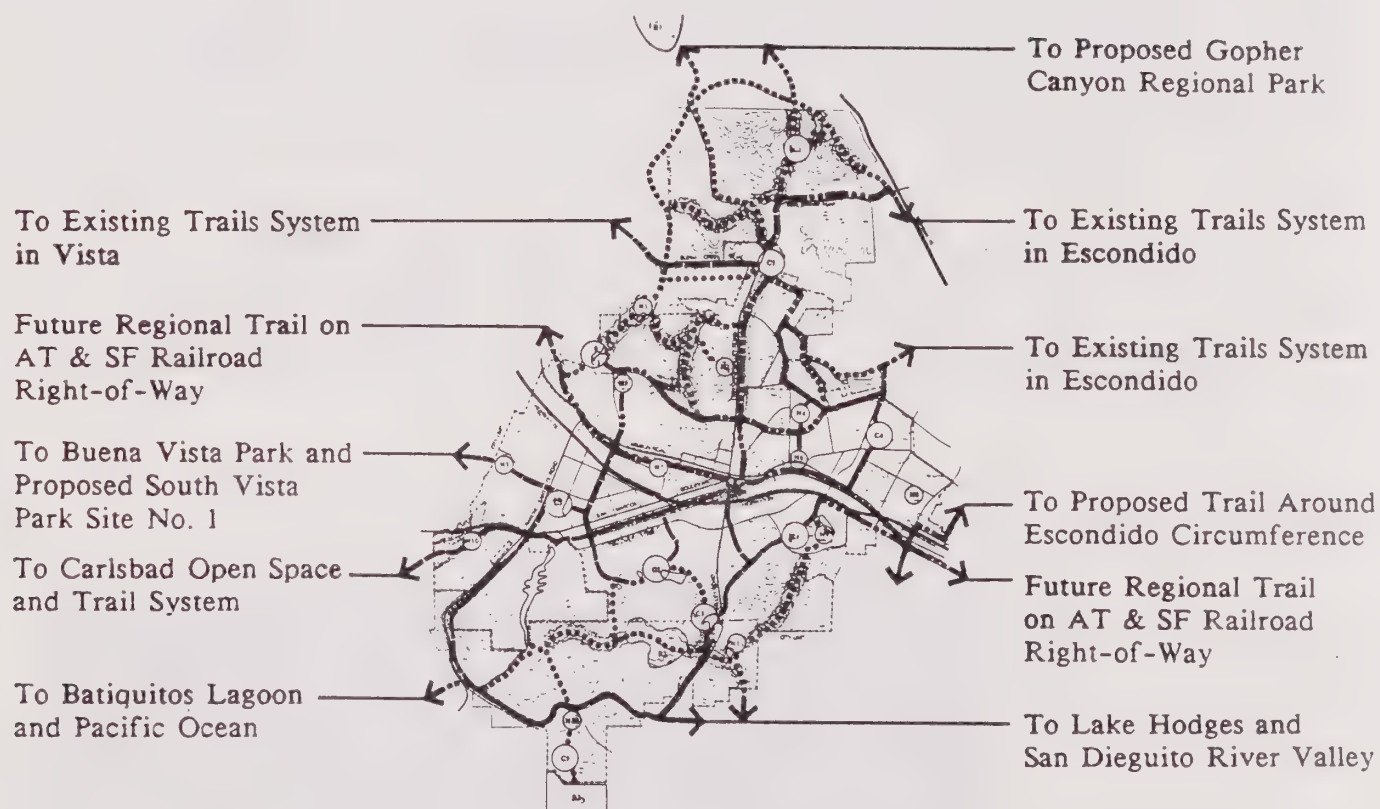 To Proposed Gopher
Canyon Regional Park
To Existing Trails System
in Vista
To Existing Trails System
in Escondido
Future Regional Trail on
AT & SF Railroad
Right-of-Way
To Existing Trails System
in Escondido
To Buena Vista Park and
Proposed South Vista
Park Site No. 1
To Proposed Trail Around
Escondido Circumference
To Carlsbad Open Space
and Trail System
Future Regional Trail
on AT & SF Railroad
Right-of-Way
To Batiquitos Lagoon
and Pacific Ocean
To Lake Hodges and
San Dieguito River Valley